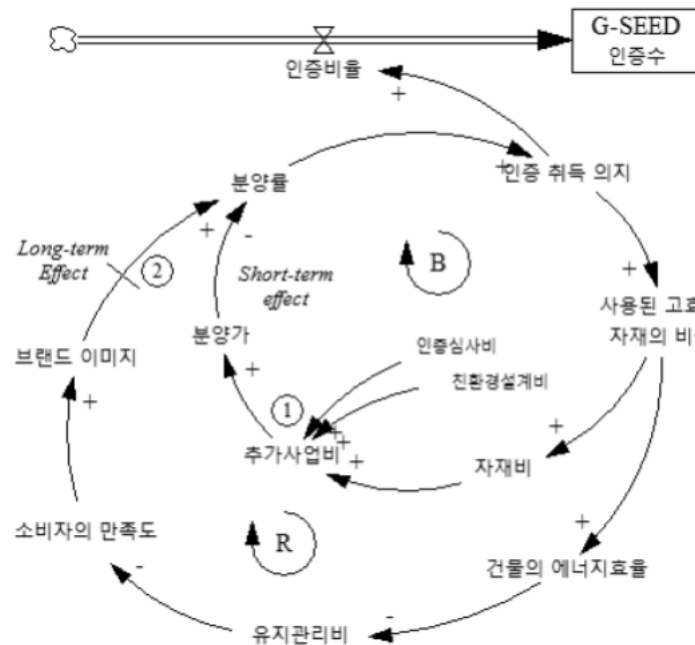 G-SEED
인증수
인증비율
+
인증 취득 의지
+
분양률
+
-
Long-term
Effect
②
Short-term
effect
B
+
사용된 고효
자재의 비
브랜드 이미지
분양가
인증심사비
친환경설계비
+
+
①
+
+
+
추가사업비
+
자재비
소비자의 만족도
R
+
건물의 에너지효율
-
-
유지관리비